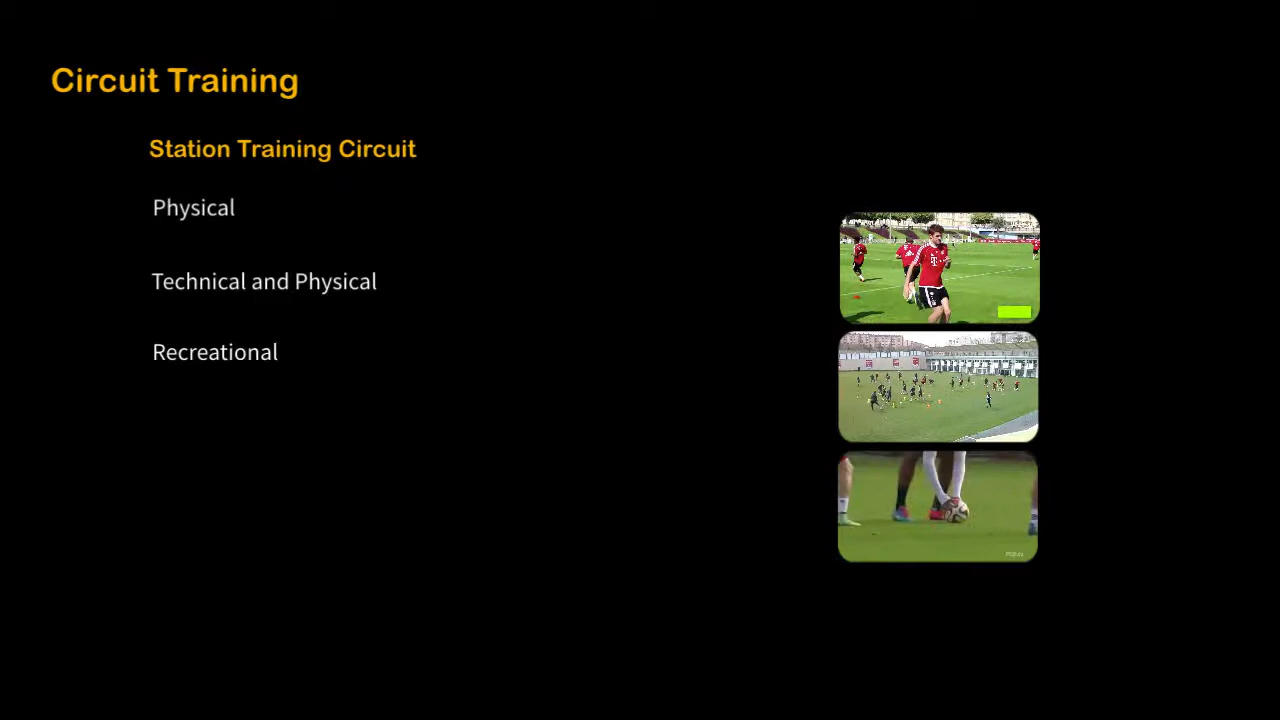 Circuit Training
Station Training Circuit
Physical
Technical and Physical
Recreational